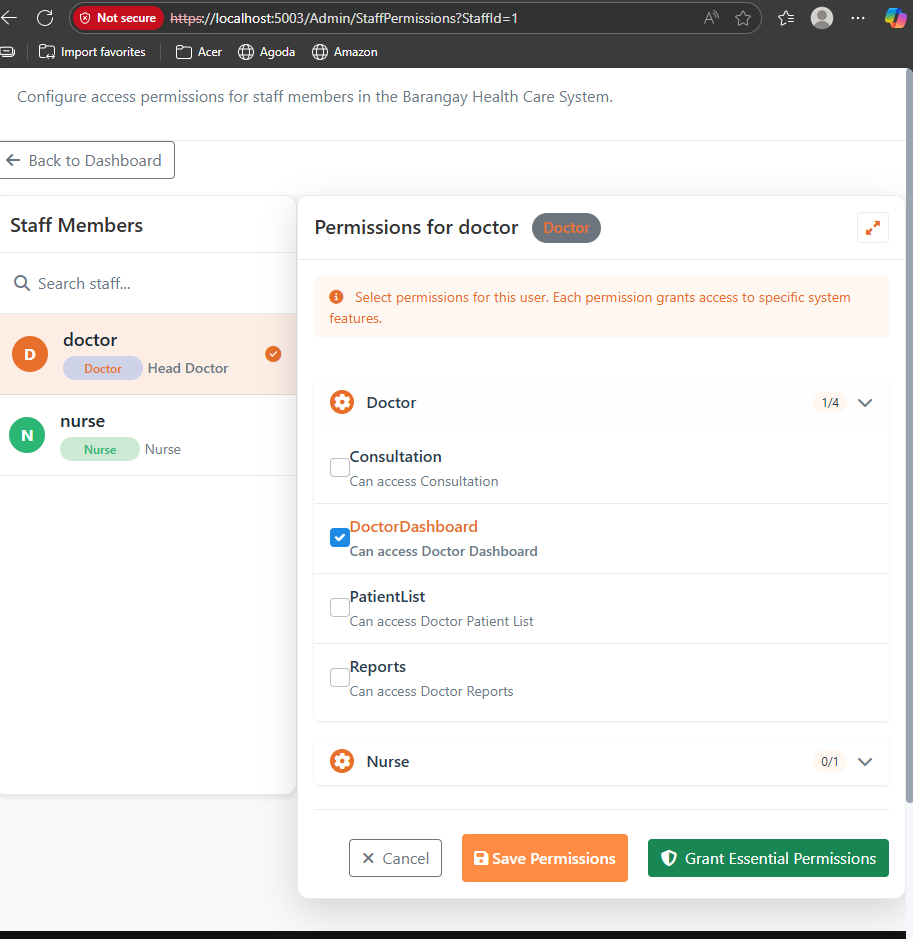 Not secure https://localhost:5003/Admin/StaffPermissions?StaffId=1
Import favorites Acer Agoda Amazon
Configure access permissions for staff members in the Barangay Health Care System.
Back to Dashboard
Staff Members
Search staff...
D
doctor
Doctor Head Doctor
N
nurse
Nurse Nurse
Permissions for doctor Doctor
Select permissions for this user. Each permission grants access to specific system
features.
Doctor 1/4
Consultation
Can access Consultation
DoctorDashboard
Can access Doctor Dashboard
PatientList
Can access Doctor Patient List
Reports
Can access Doctor Reports
Nurse 0/1
Cancel Save Permissions Grant Essential Permissions